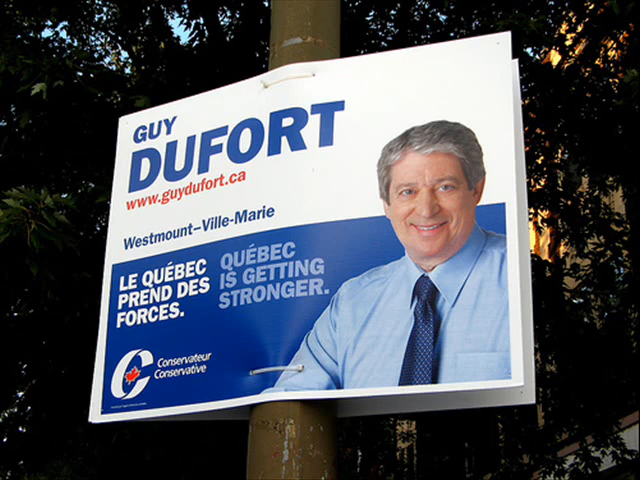 GUY
DUFORT
www.guydufort.ca
Westmount–Ville-Marie
LE QUÉBEC
PREND DES
FORCES.
QUÉBEC
IS GETTING
STRONGER.
Conservateur
Conservative